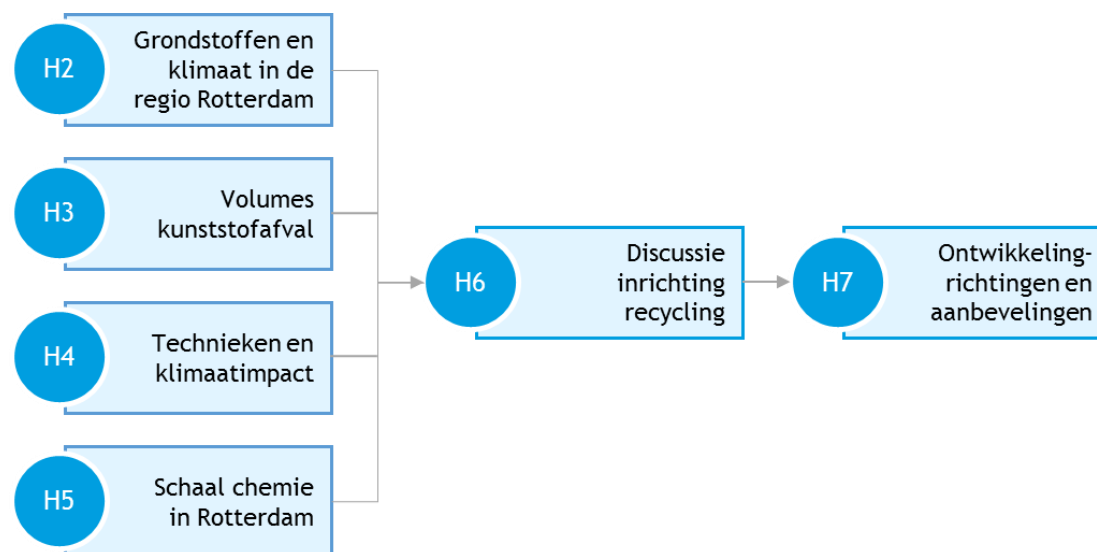 H2
Grondstoffen en
klimaat in de
regio Rotterdam
H3
Volumes
kunststofafval
H4
Technieken en
klimaatimpact
H5
Schaal chemie
in Rotterdam
H6
Discussie
inrichting
recycling
H7
Ontwikkeling-
richtingen en
aanbevelingen